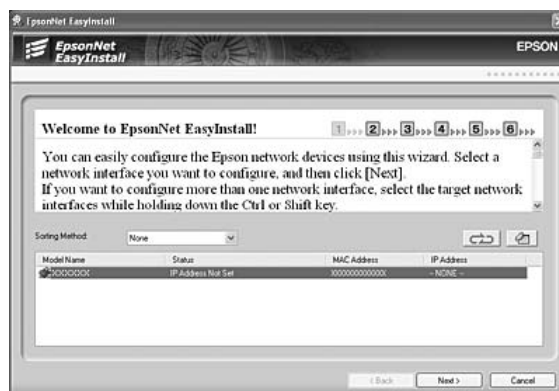 EpsonNet EasyInstall
EpsonNet
EasyInstall
EPSON
Welcome to EpsonNet EasyInstall!
1 2 3 4 5 6
You can easily configure the Epson network devices using this wizard. Select a
network interface you want to configure, and then click [Next].
If you want to configure more than one network interface, select the target network
interfaces while holding down the Ctrl or Shift key.
Sorting Method: None
Model Name Status MAC Address IP Address
XXXXXXX IP Address Not Set XXXXXXXXXXXX - NONE -
< Back Next > Cancel